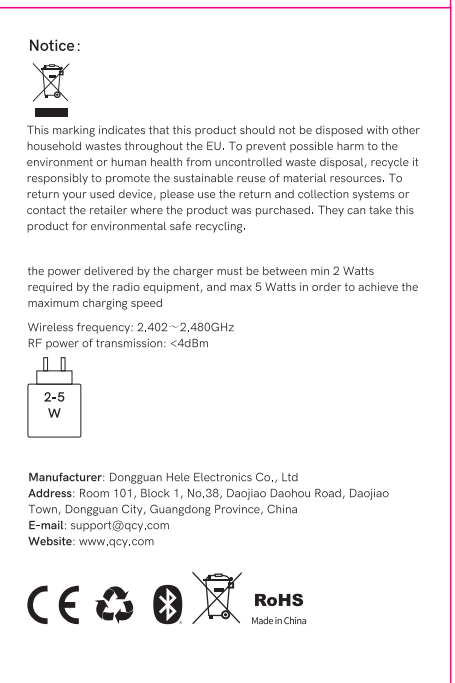 Notice:
This marking indicates that this product should not be disposed with other
household wastes throughout the EU. To prevent possible harm to the
environment or human health from uncontrolled waste disposal, recycle it
responsibly to promote the sustainable reuse of material resources. To
return your used device, please use the return and collection systems or
contact the retailer where the product was purchased. They can take this
product for environmental safe recycling.
the power delivered by the charger must be between min 2 Watts
required by the radio equipment, and max 5 Watts in order to achieve the
maximum charging speed
Wireless frequency: 2.402～2.480GHz
RF power of transmission: <4dBm
2-5
W
Manufacturer: Dongguan Hele Electronics Co., Ltd
Address: Room 101, Block 1, No.38, Daojiao Daohou Road, Daojiao
Town, Dongguan City, Guangdong Province, China
E-mail: support@qcy.com
Website: www.qcy.com
CE
RoHS
Made in China